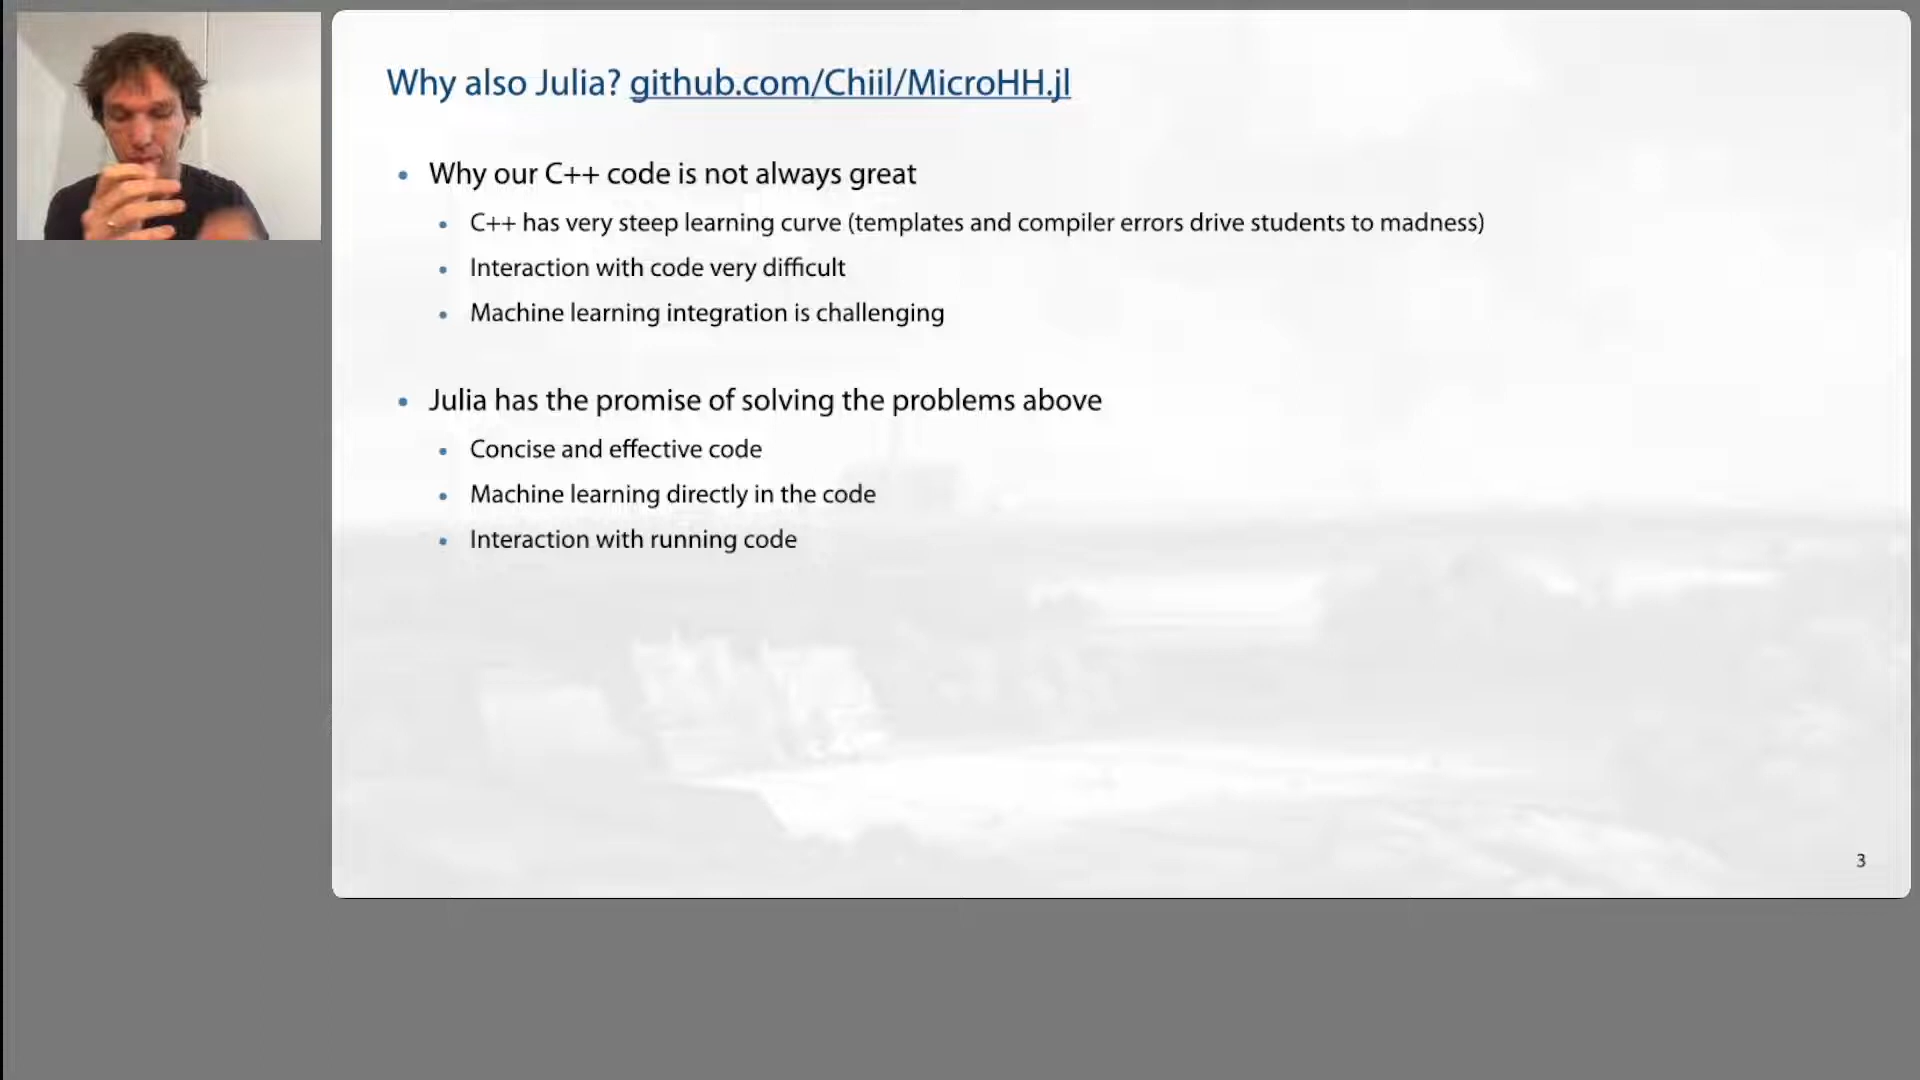 Why also Julia? github.com/Chiil/MicroHH.jl
• Why our C++ code is not always great
• C++ has very steep learning curve (templates and compiler errors drive students to madness)
• Interaction with code very difficult
• Machine learning integration is challenging
• Julia has the promise of solving the problems above
• Concise and effective code
• Machine learning directly in the code
• Interaction with running code
3